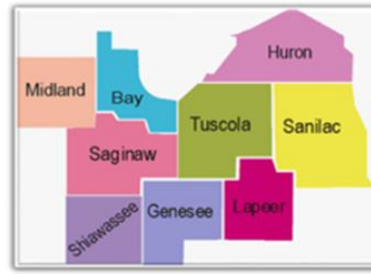 Huron
Midland
Bay
Tuscola
Sanilac
Saginaw
Shiawassee
Genesee
Lapeer